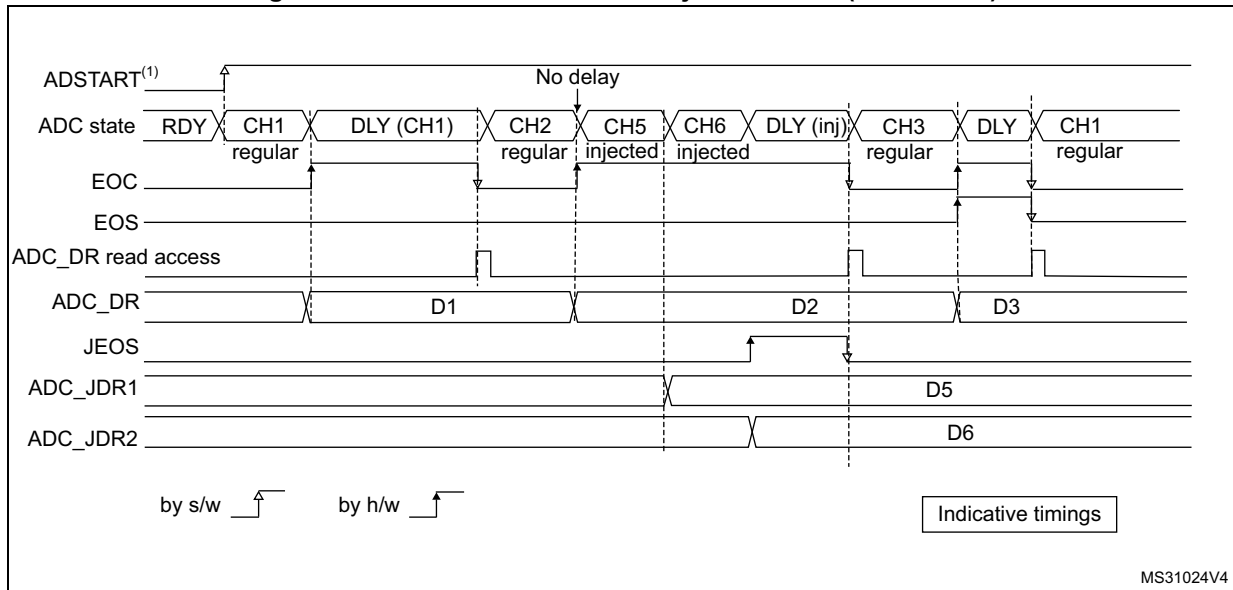 ADSTART(1)
No delay
ADC state RDY CH1 DLY (CH1) CH2 CH5 CH6 DLY (inj) CH3 DLY CH1
regular regular injected injected regular regular
EOC
EOS
ADC_DR read access
ADC_DR D1 D2 D3
JEOS
ADC_JDR1 D5
ADC_JDR2 D6
by s/w by h/w Indicative timings
MS31024V4